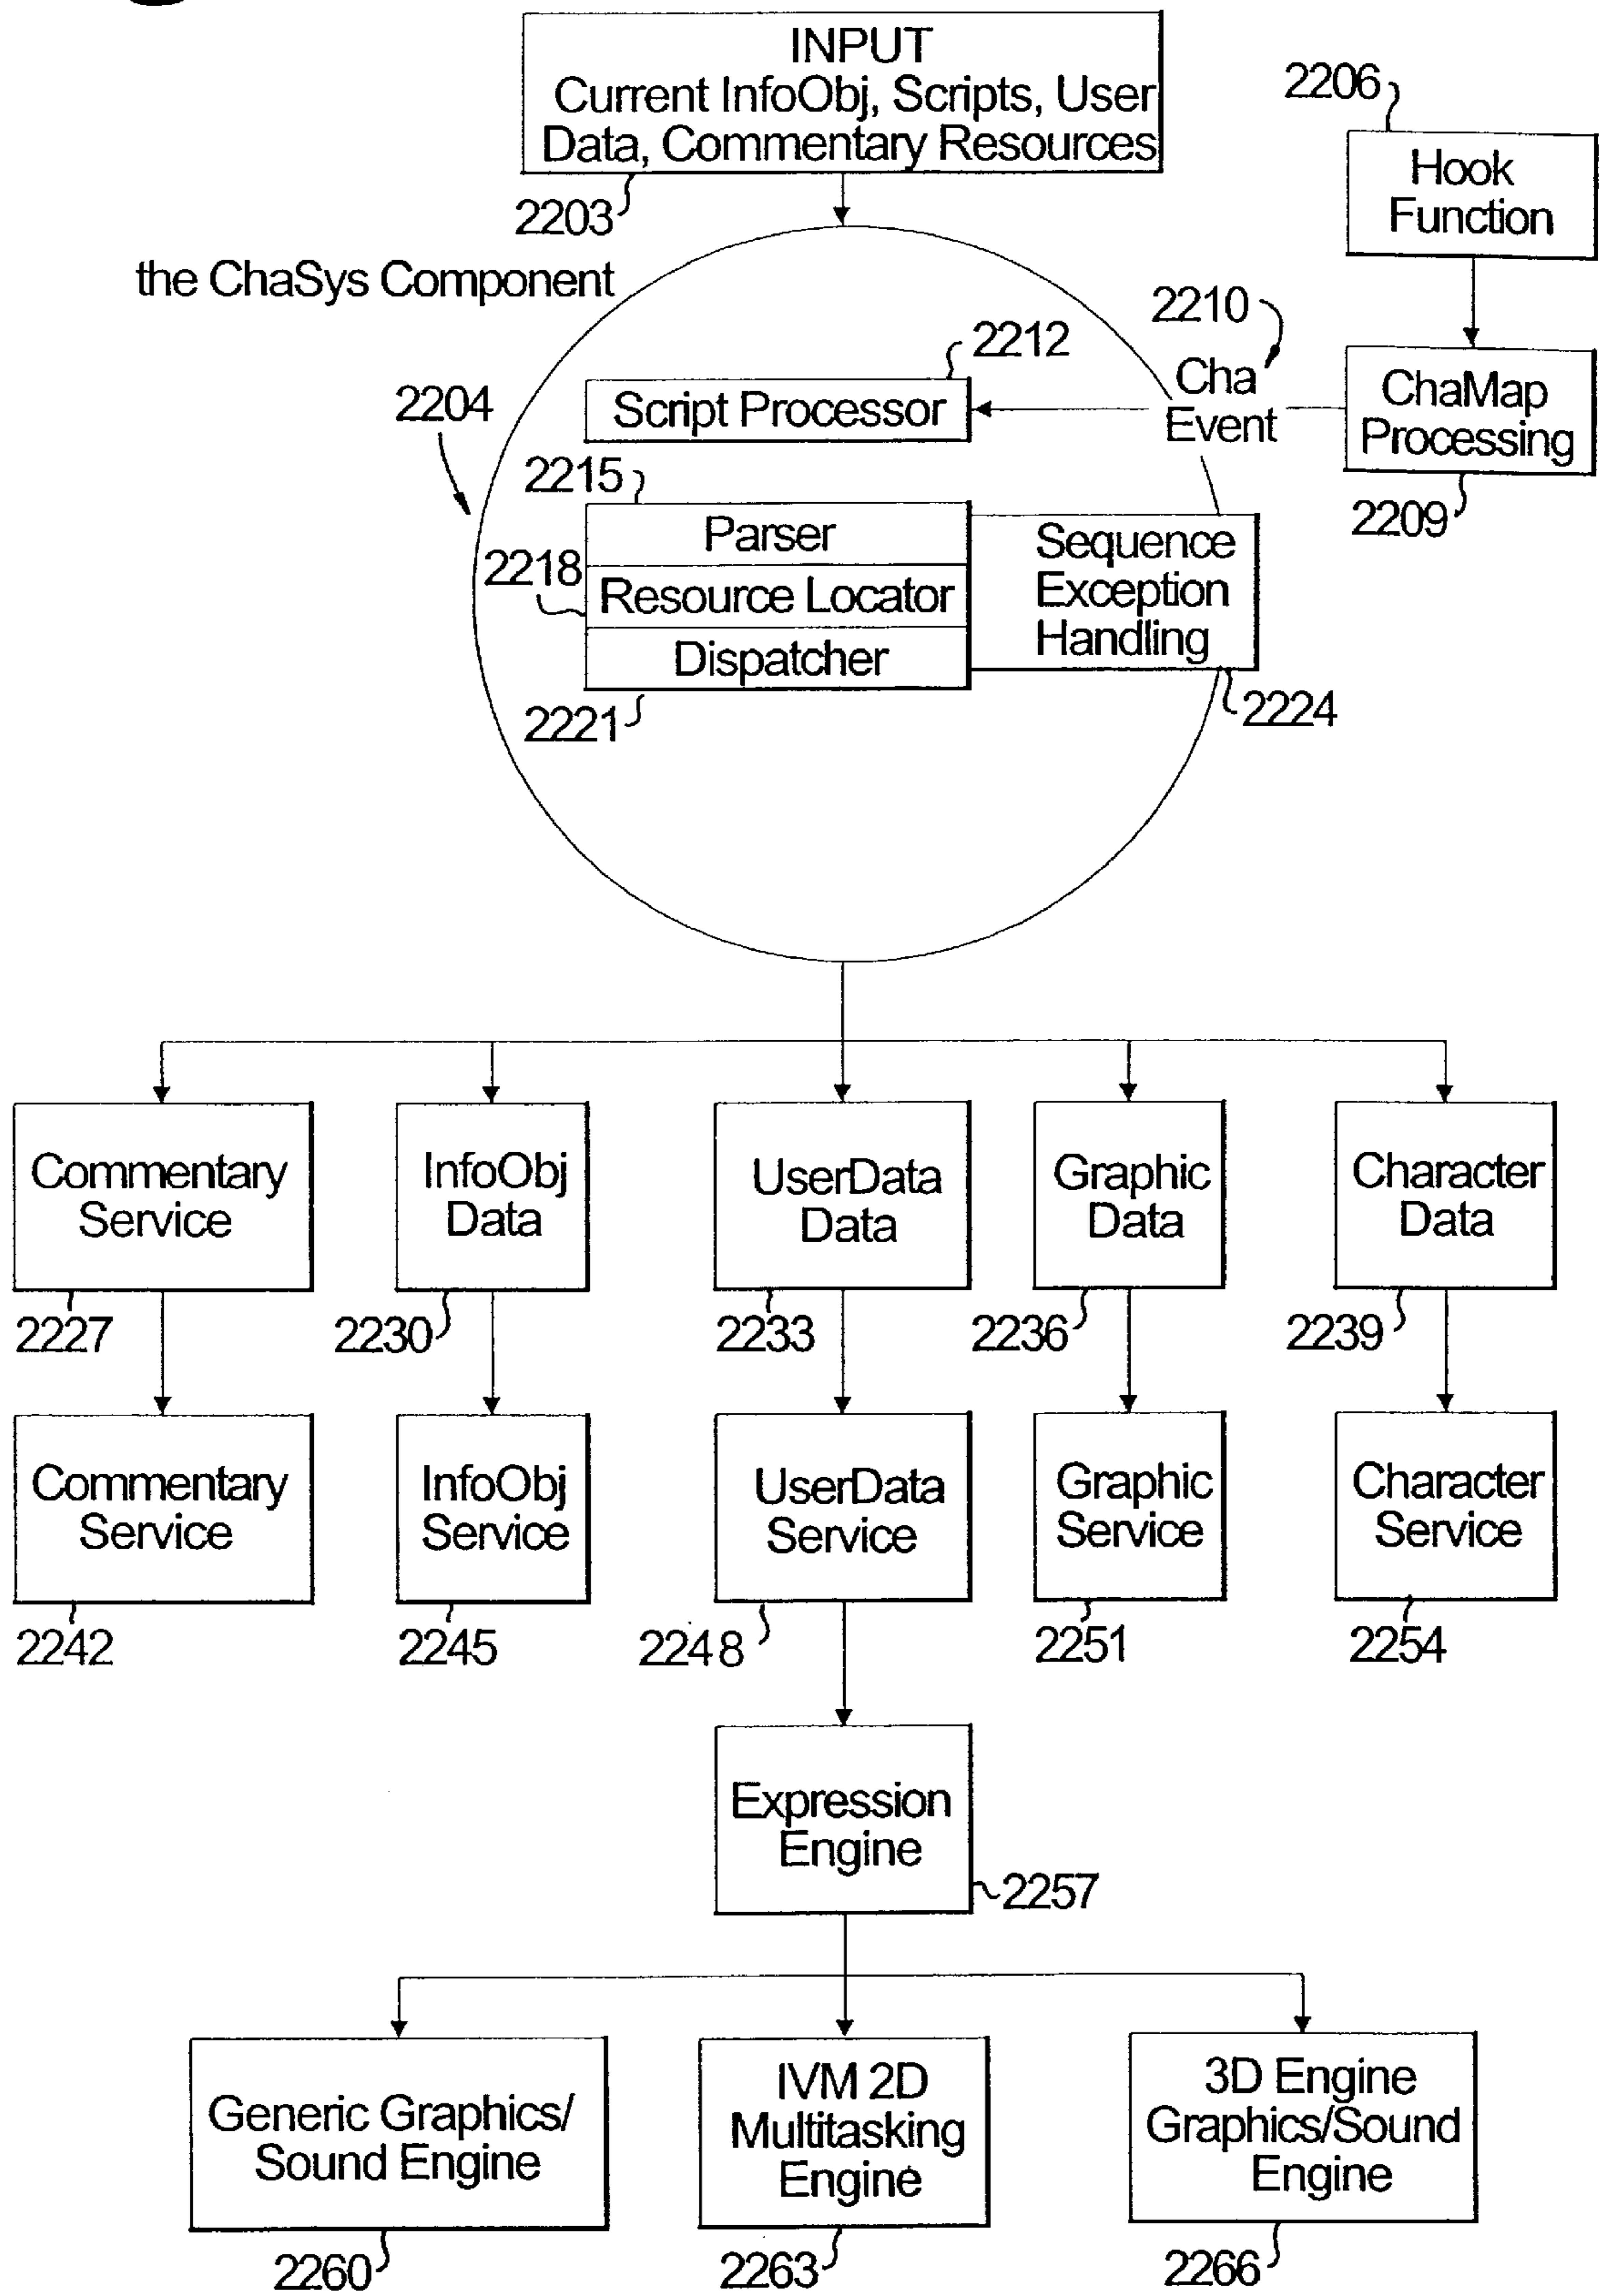 INPUT
Current InfoObj, Scripts, User
Data, Commentary Resources
2203
2206
Hook
Function
the ChaSys Component
2210
2212
Cha
Event
ChaMap
Processing
2209
2204
Script Processor
2215
Parser
2218
Resource Locator
Dispatcher
2221
Sequence
Exception
Handling
2224
Commentary
Service
2227
InfoObj
Data
2230
UserData
Data
2233
Graphic
Data
2236
Character
Data
2239
Commentary
Service
2242
InfoObj
Service
2245
UserData
Service
2248
Graphic
Service
2251
Character
Service
2254
Expression
Engine
2257
Generic Graphics/
Sound Engine
2260
IVM 2D
Multitasking
Engine
2263
3D Engine
Graphics/Sound
Engine
2266